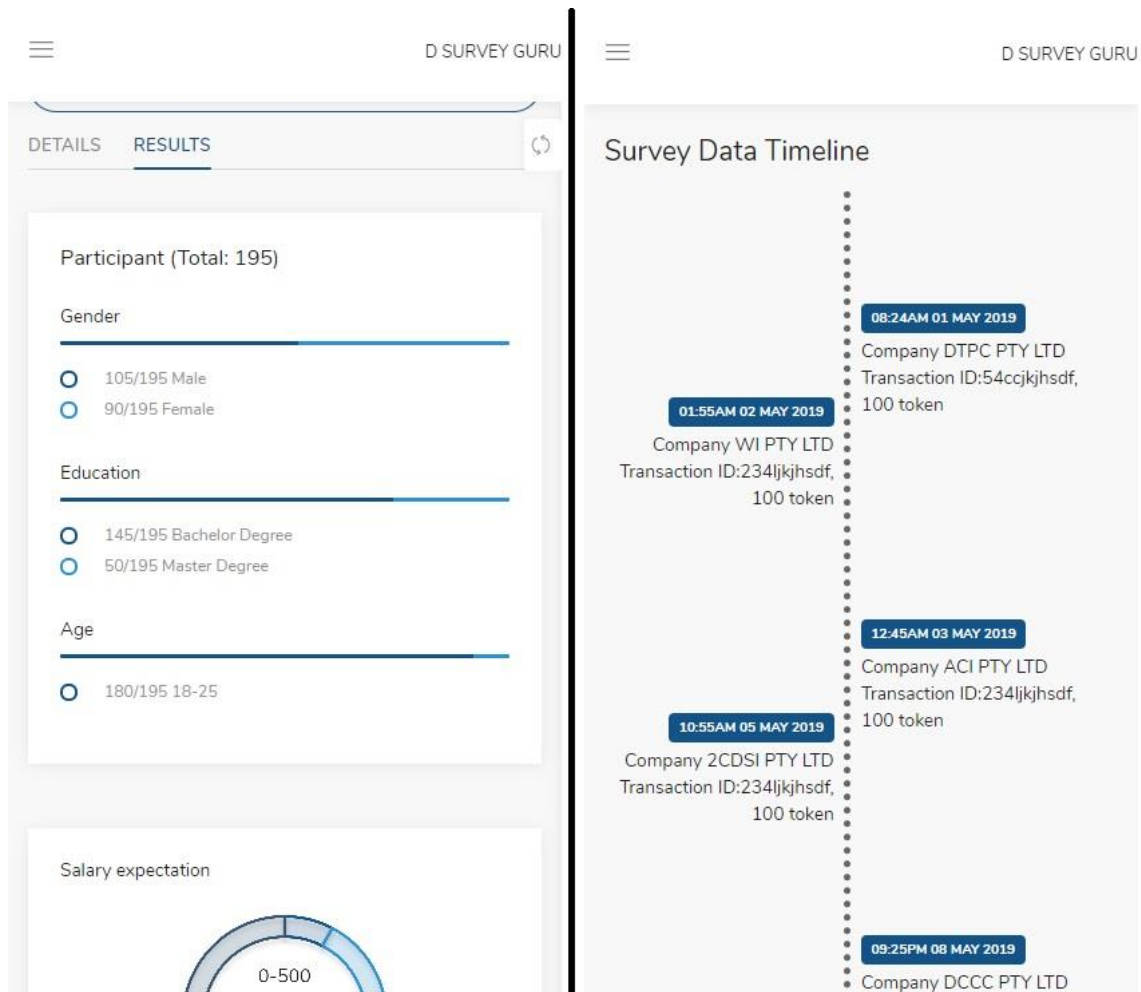 D SURVEY GURU
DETAILS RESULTS
Participant (Total: 195)
Gender
105/195 Male
90/195 Female
Education
145/195 Bachelor Degree
50/195 Master Degree
Age
180/195 18-25
Salary expectation
0-500
D SURVEY GURU
Survey Data Timeline
08:24AM 01 MAY 2019
Company DTPC PTY LTD
Transaction ID:54ccjkjhsdf,
100 token
01:55AM 02 MAY 2019
Company WI PTY LTD
Transaction ID:234ljkjhsdf,
100 token
12:45AM 03 MAY 2019
Company ACI PTY LTD
Transaction ID:234ljkjhsdf,
100 token
10:55AM 05 MAY 2019
Company 2CDSI PTY LTD
Transaction ID:234ljkjhsdf,
100 token
09:25PM 08 MAY 2019
Company DCCC PTY LTD